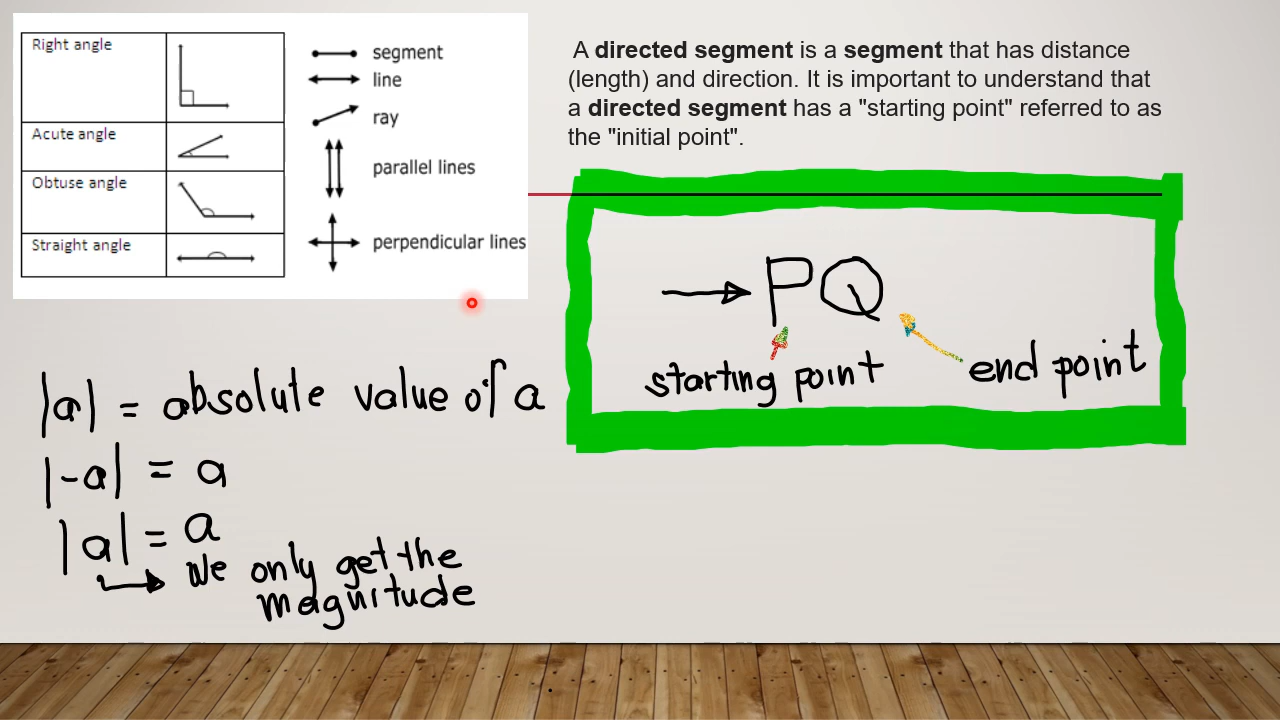 Right angle
Acute angle
Obtuse angle
Straight angle
segment
line
ray
parallel lines
perpendicular lines
A directed segment is a segment that has distance
(length) and direction. It is important to understand that
a directed segment has a "starting point" referred to as
the "initial point".
PQ
starting point
end point
|a| = absolute value of a
|-a| = a
|a| = a
We only get the
magnitude